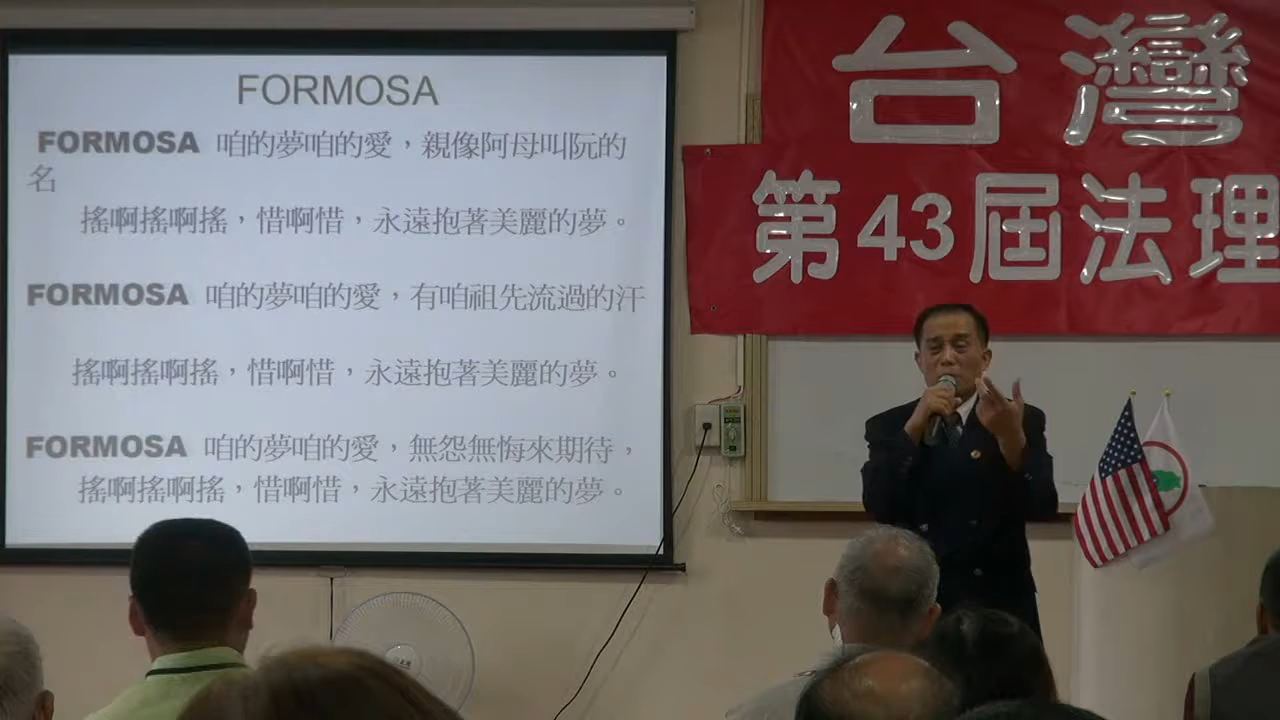 FORMOSA
FORMOSA 咱的夢咱的愛，親像阿母叫阮的
名
搖啊搖啊搖，惜啊惜，永遠抱著美麗的夢。
FORMOSA 咱的夢咱的愛，有咱祖先流過的汗
搖啊搖啊搖，惜啊惜，永遠抱著美麗的夢。
FORMOSA 咱的夢咱的愛，無怨無悔來期待，
搖啊搖啊搖，惜啊惜，永遠抱著美麗的夢。
台灣
第43屆法理